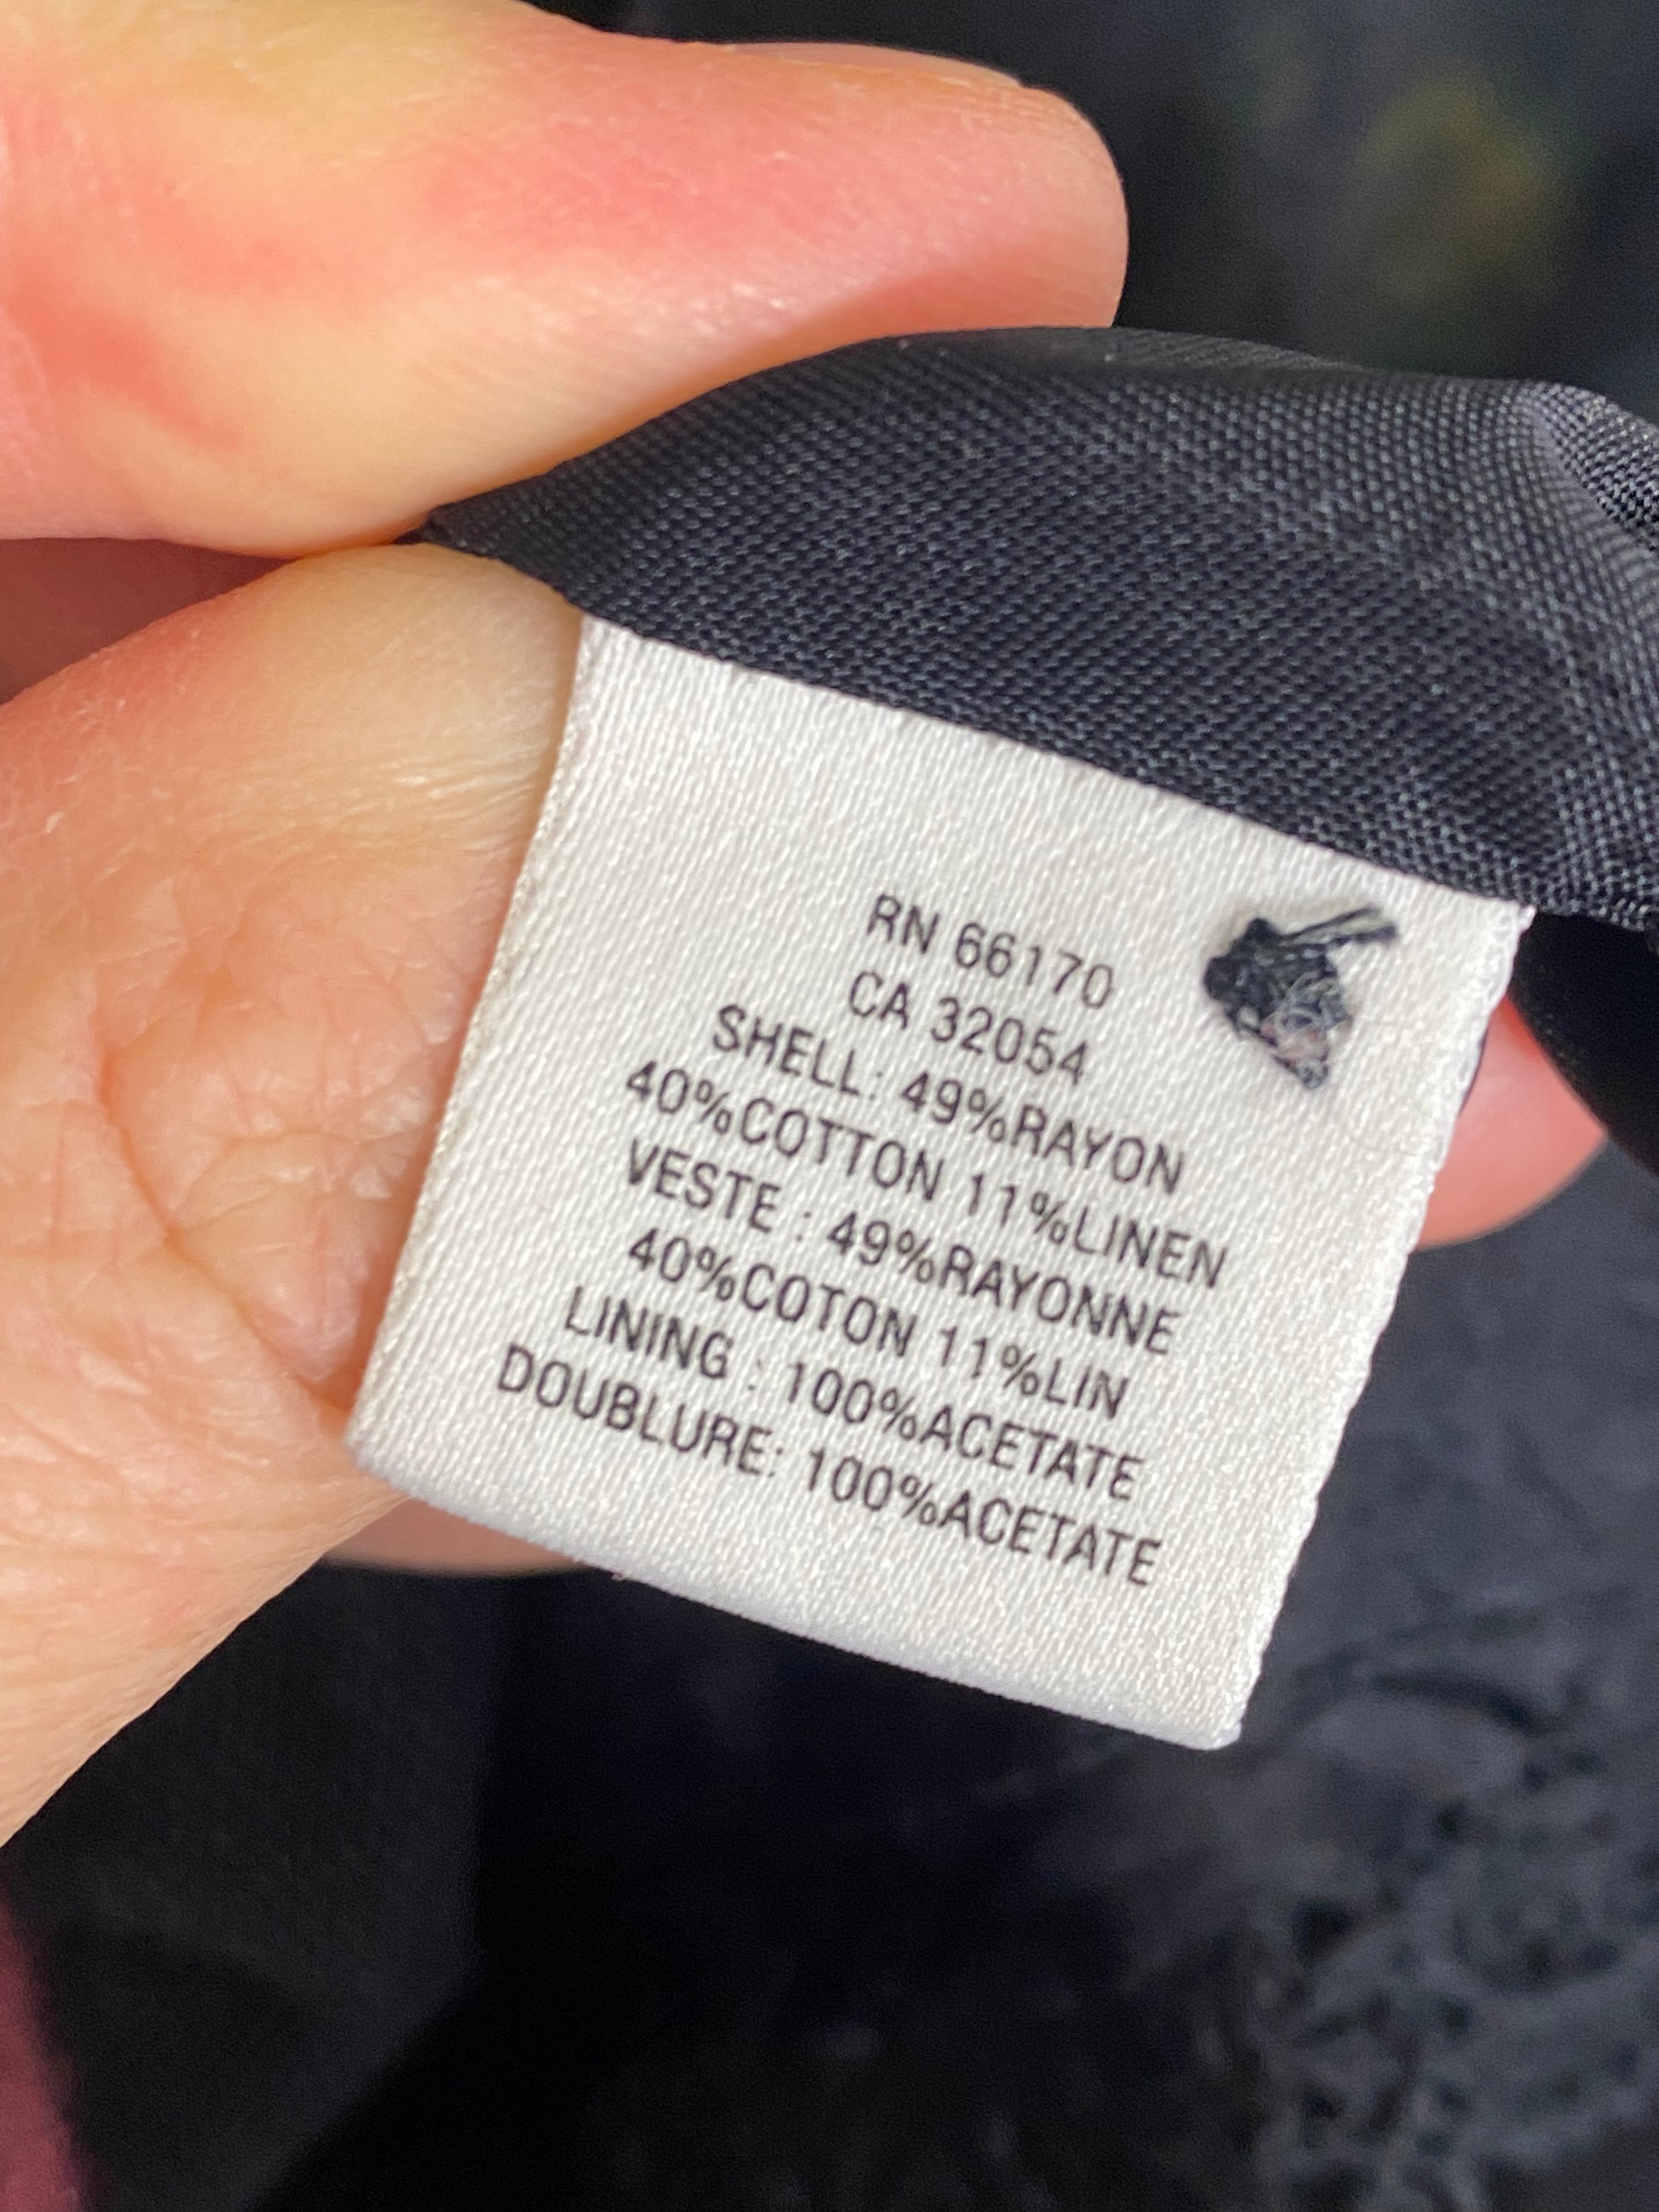 RN 66170
CA 32054
SHELL: 49%RAYON
40%COTTON 11%LINEN
VESTE : 49%RAYONNE
40%COTON 11%LIN
LINING : 100%ACETATE
DOUBLURE: 100%ACETATE